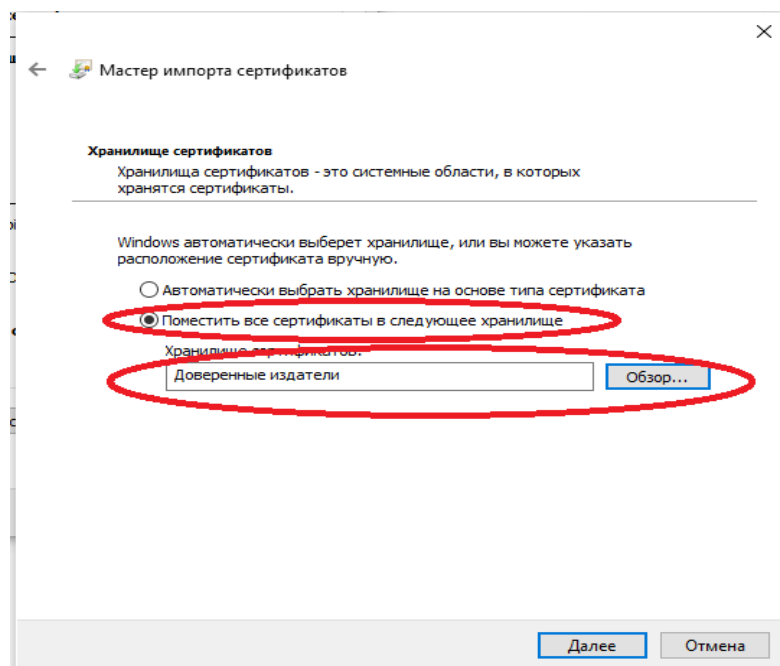 Мастер импорта сертификатов
Хранилище сертификатов
Хранилища сертификатов - это системные области, в которых
хранятся сертификаты.
Windows автоматически выберет хранилище, или вы можете указать
расположение сертификата вручную.
Автоматически выбрать хранилище на основе типа сертификата
Поместить все сертификаты в следующее хранилище
Хранилище сертификатов:
Доверенные издатели
Обзор...
Далее
Отмена